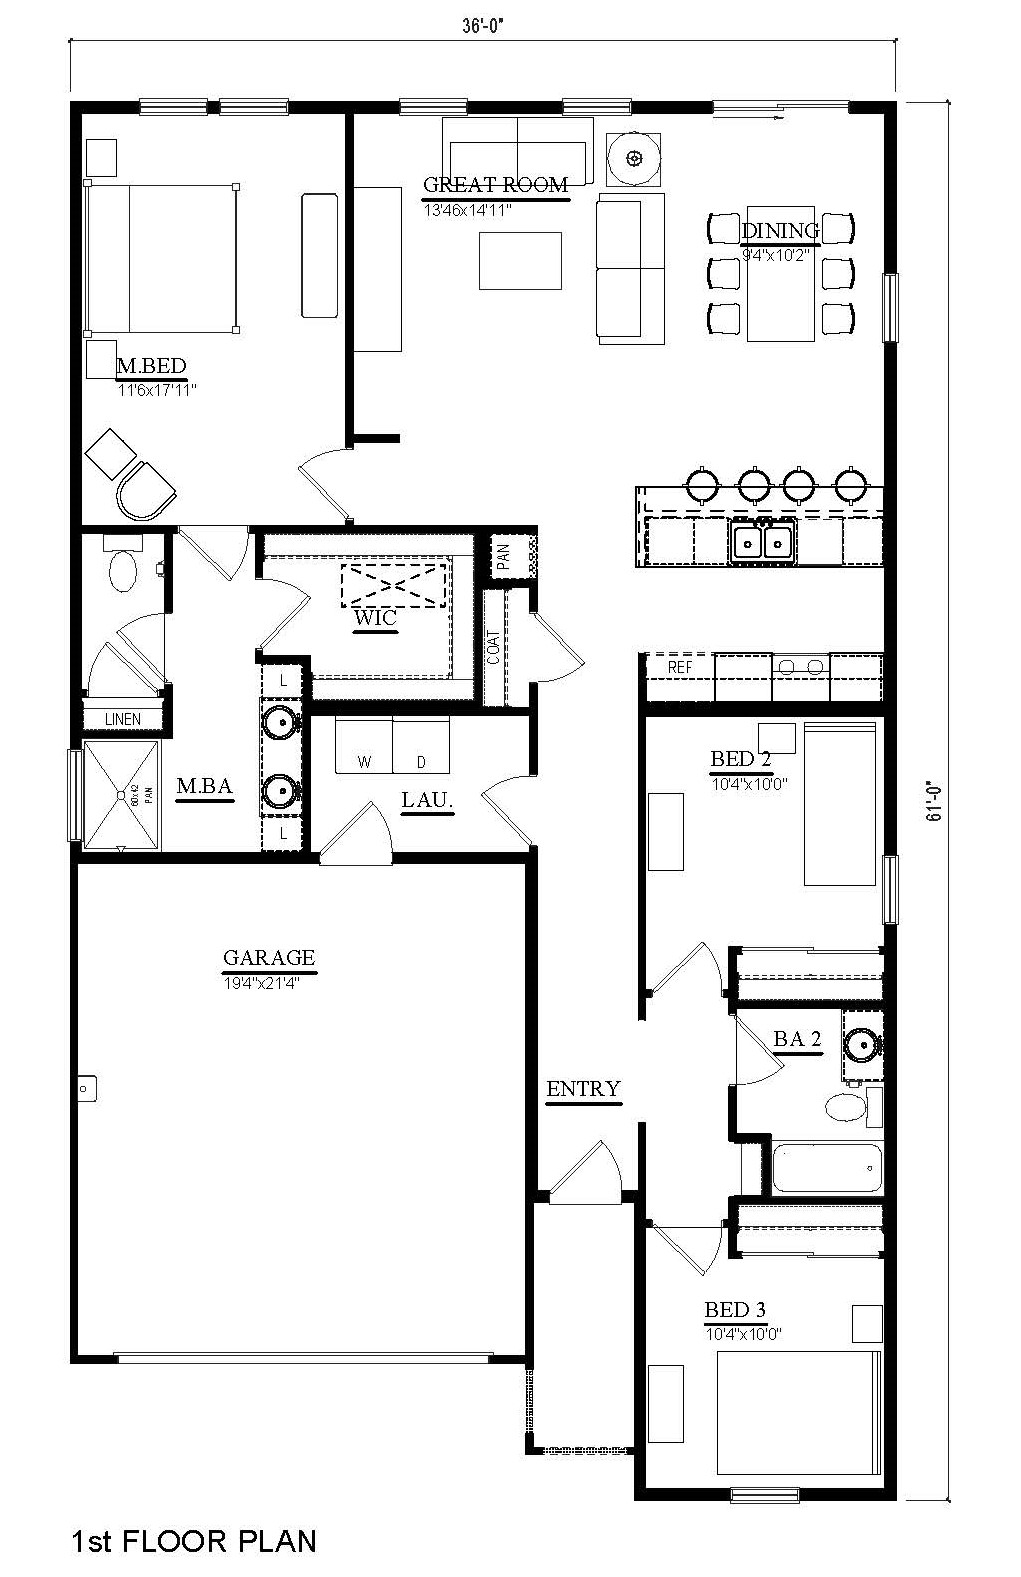 36'-0"
GREAT ROOM
13'46x14'11"
DINING
9'4"x10'2"
M.BED
11'6x17'11"
PAN
WIC
COAT
REF
L
LINEN
W
D
BED 2
10'4"x10'0"
M.BA
60x42
PAN
LAU.
61'-0"
L
GARAGE
19'4"x21'4"
BA 2
ENTRY
BED 3
10'4"x10'0"
1st FLOOR PLAN